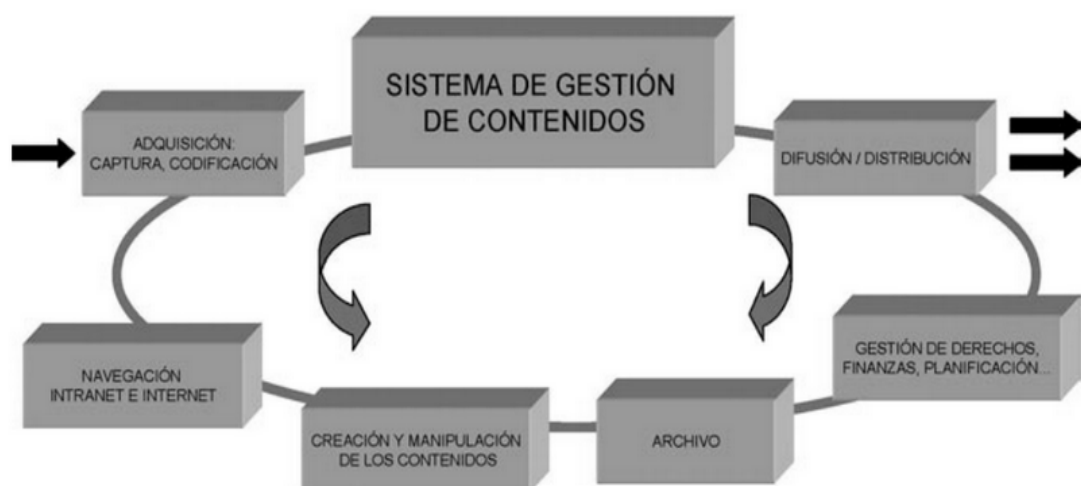 SISTEMA DE GESTIÓN
DE CONTENIDOS
ADQUISICIÓN:
CAPTURA, CODIFICACIÓN
DIFUSIÓN / DISTRIBUCIÓN
NAVEGACIÓN
INTRANET E INTERNET
GESTIÓN DE DERECHOS,
FINANZAS, PLANIFICACIÓN...
CREACIÓN Y MANIPULACIÓN
DE LOS CONTENIDOS
ARCHIVO